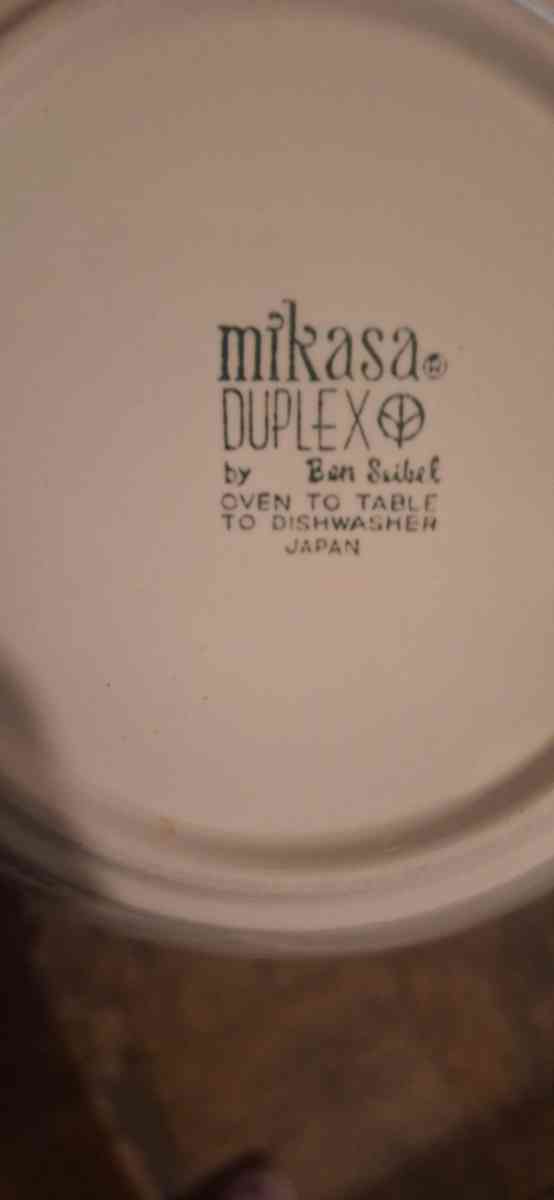 mikasa®
DUPLEX
by Ben Seibel
OVEN TO TABLE
TO DISHWASHER
JAPAN